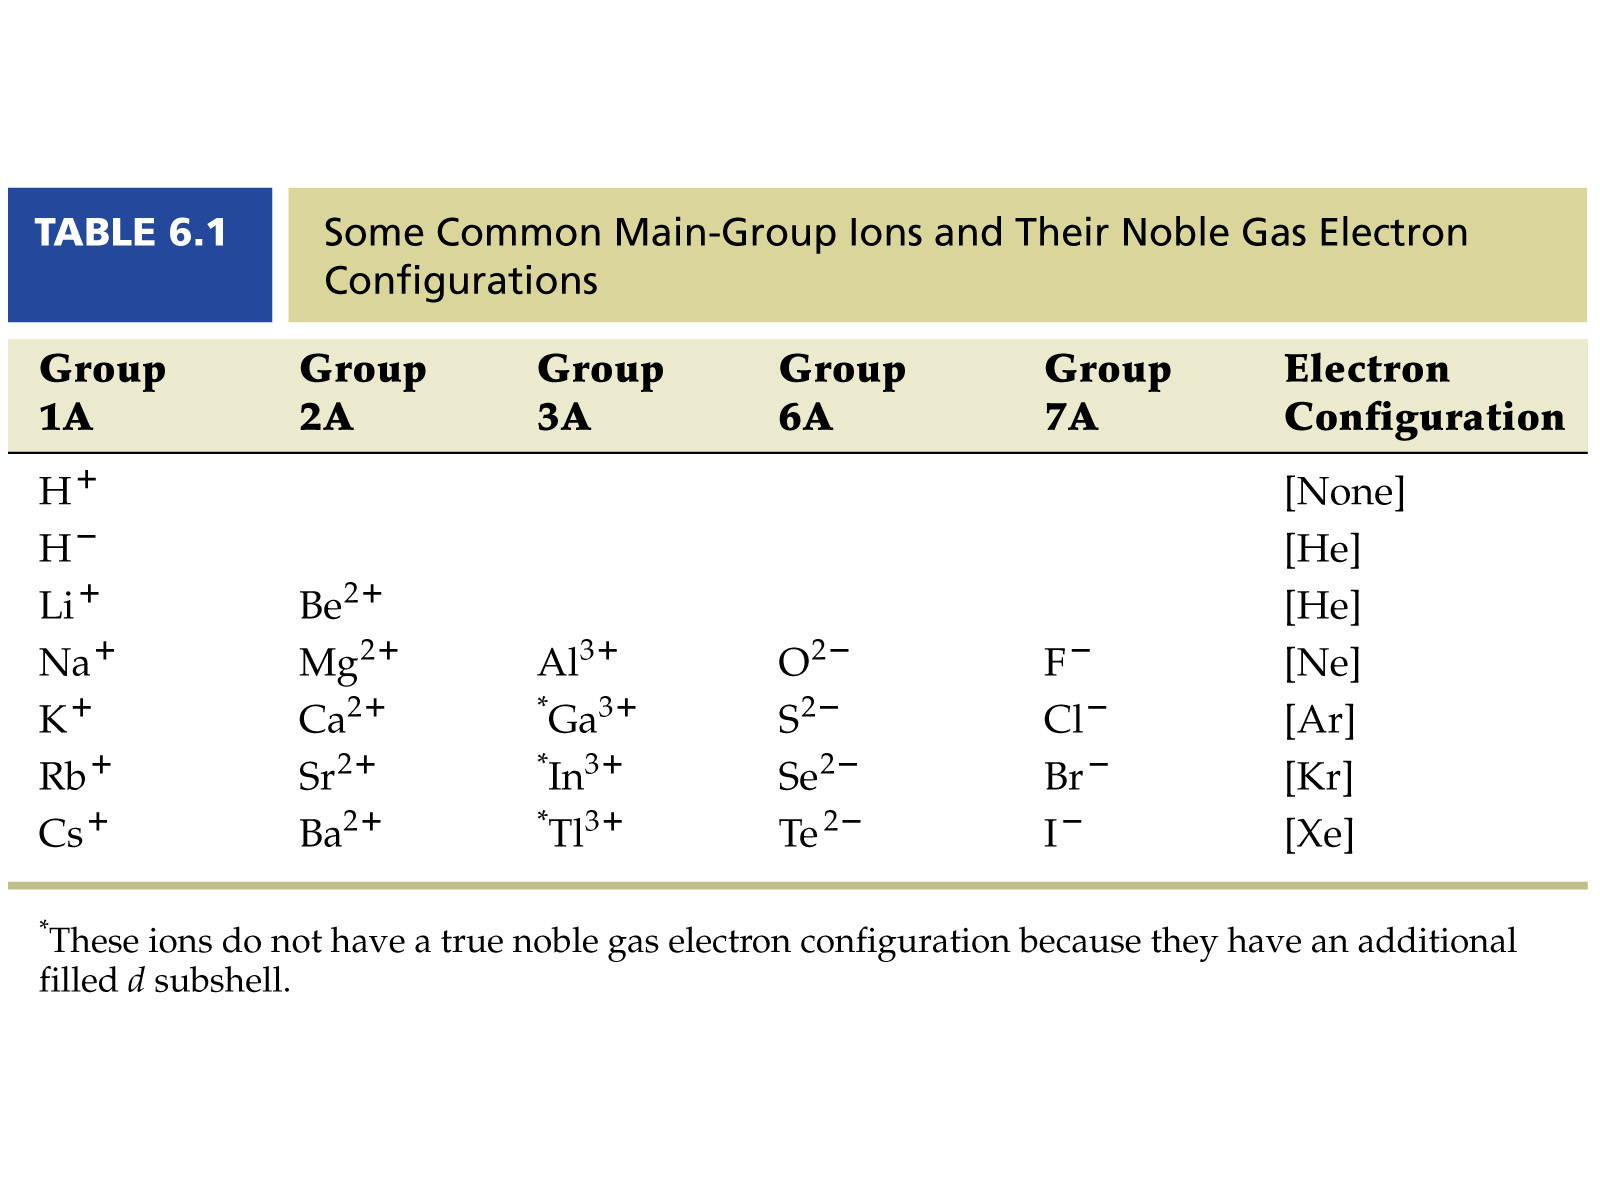 TABLE 6.1
Some Common Main-Group Ions and Their Noble Gas Electron
Configurations
Group 1A Group 2A Group 3A Group 6A Group 7A Electron Configuration
H⁺ [None]
H⁻ [He]
Li⁺ Be²⁺ [He]
Na⁺ Mg²⁺ Al³⁺ O²⁻ F⁻ [Ne]
K⁺ Ca²⁺ *Ga³⁺ S²⁻ Cl⁻ [Ar]
Rb⁺ Sr²⁺ *In³⁺ Se²⁻ Br⁻ [Kr]
Cs⁺ Ba²⁺ *Tl³⁺ Te²⁻ I⁻ [Xe]
*These ions do not have a true noble gas electron configuration because they have an additional
filled d subshell.